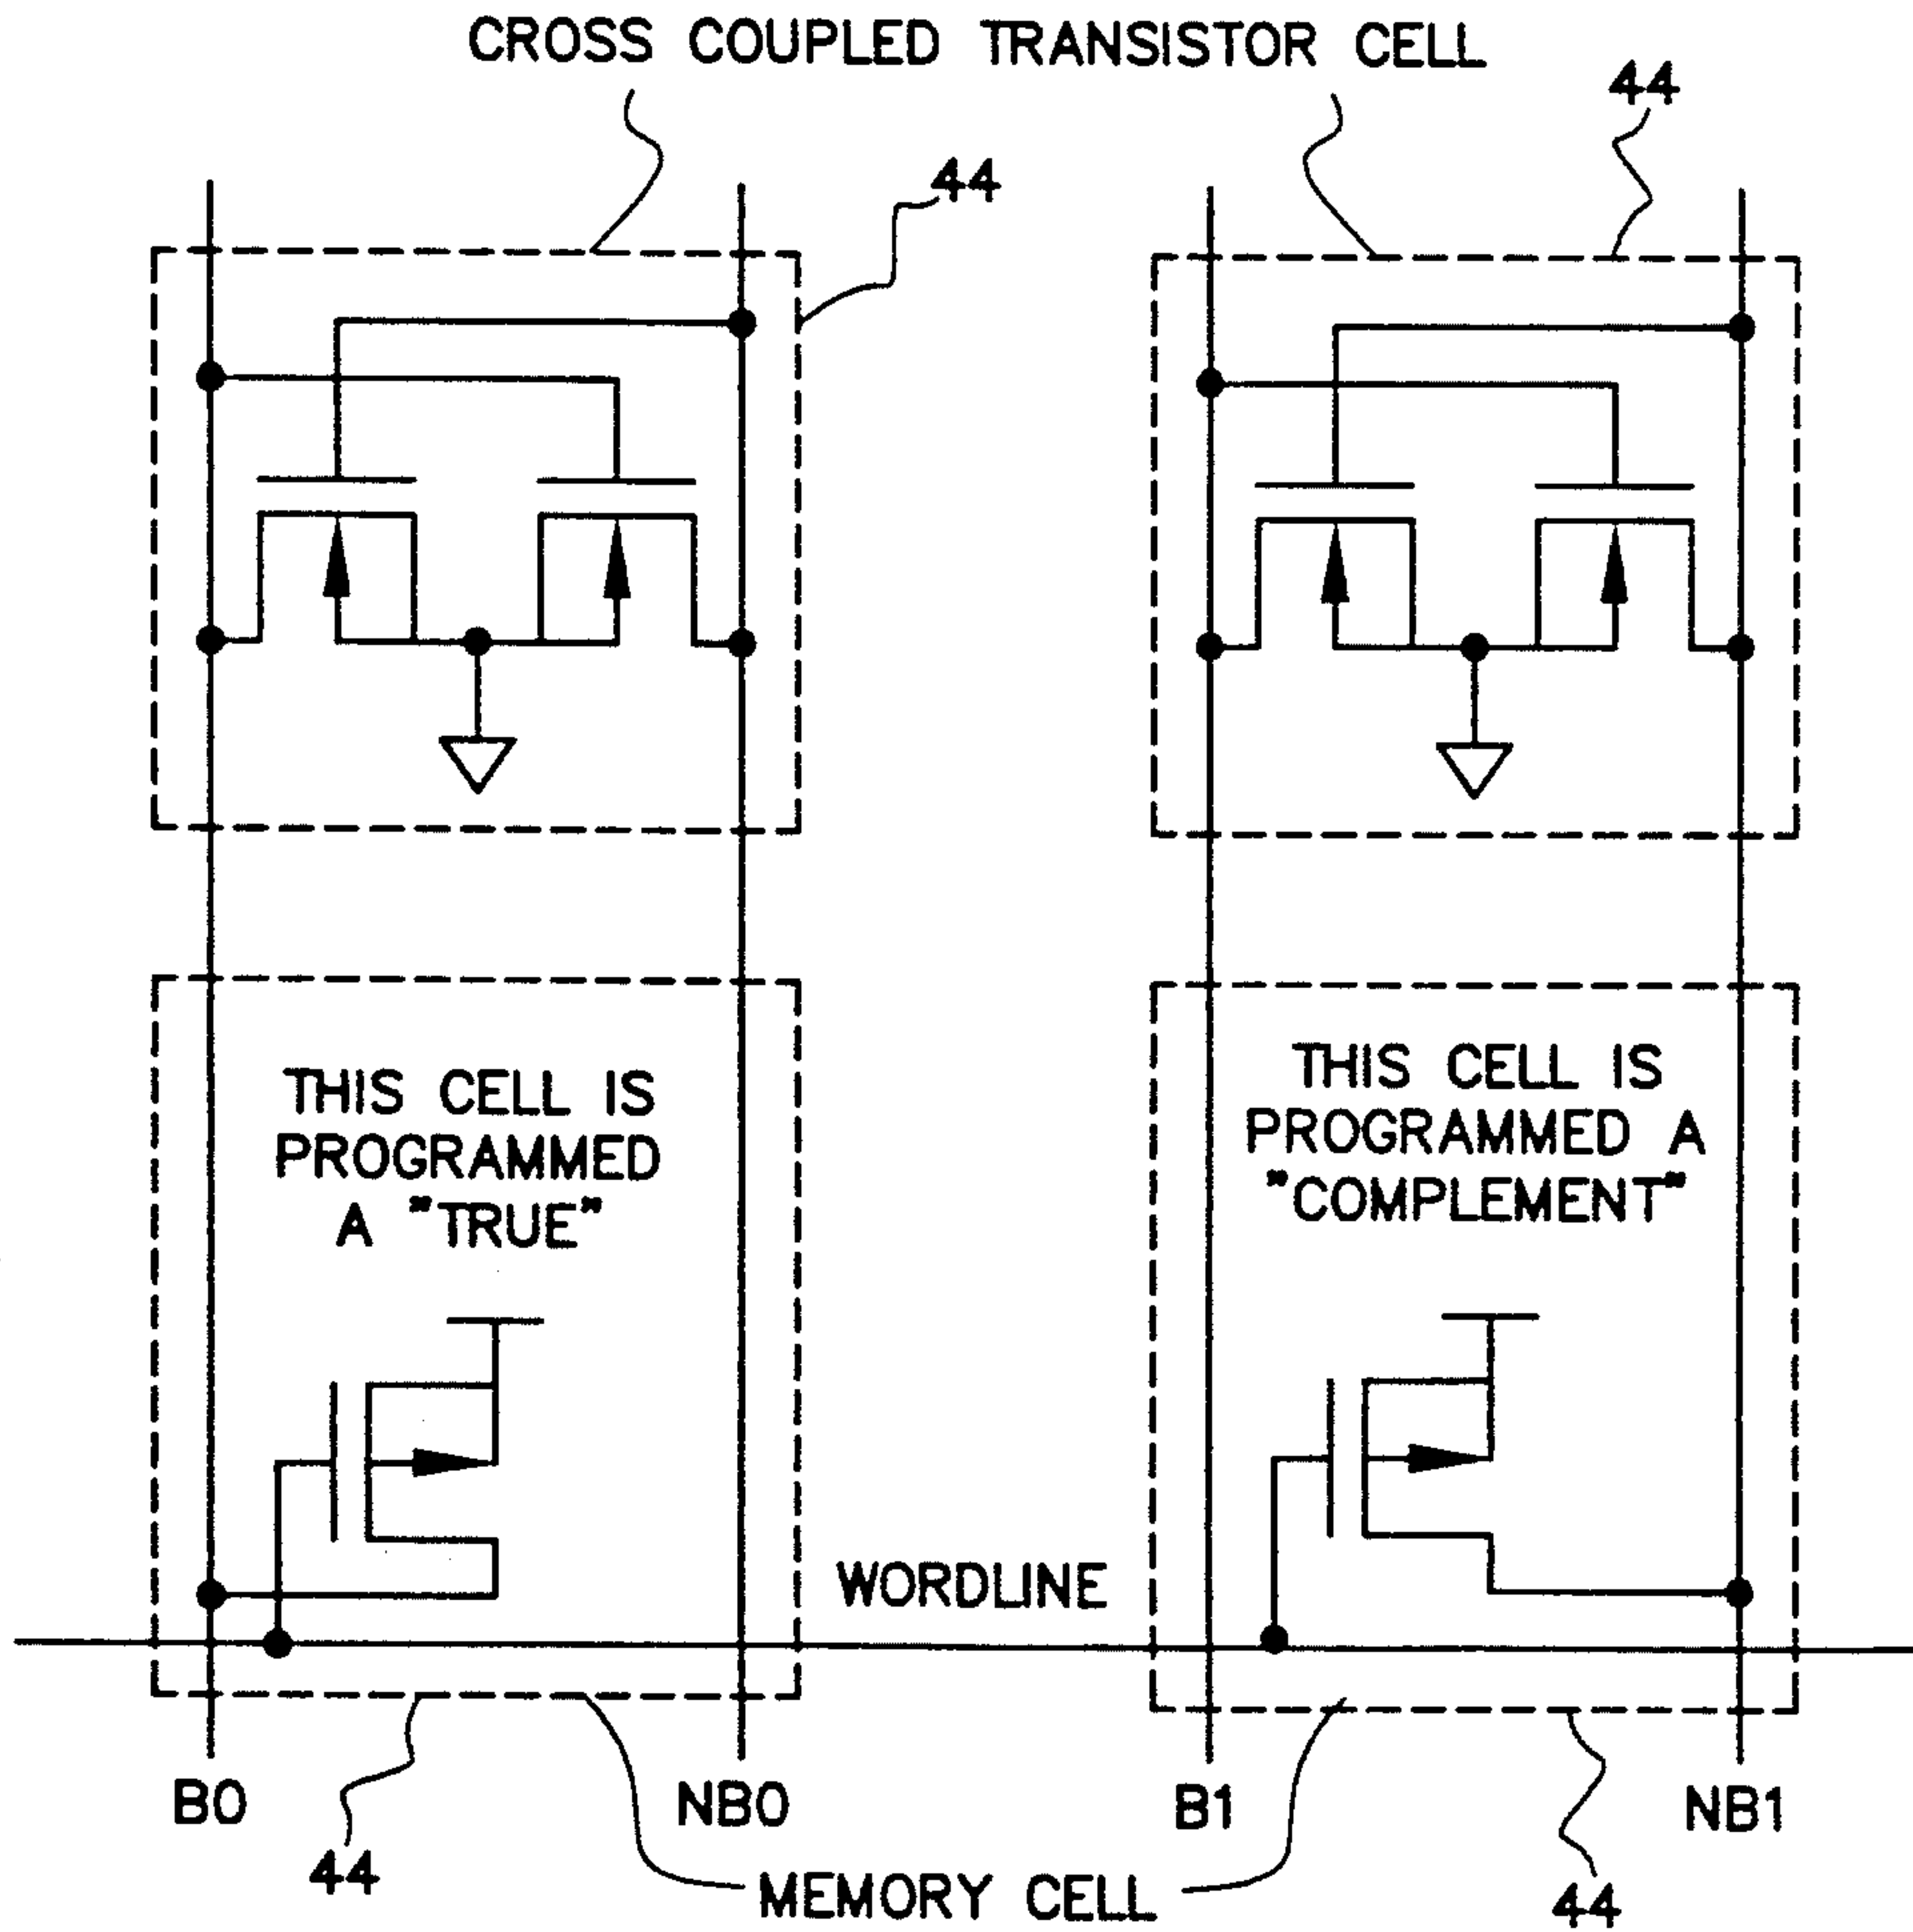 CROSS COUPLED TRANSISTOR CELL
44
44
THIS CELL IS
PROGRAMMED
A "TRUE"
THIS CELL IS
PROGRAMMED A
"COMPLEMENT"
WORDLINE
B0
NB0
B1
NB1
44
MEMORY CELL
44